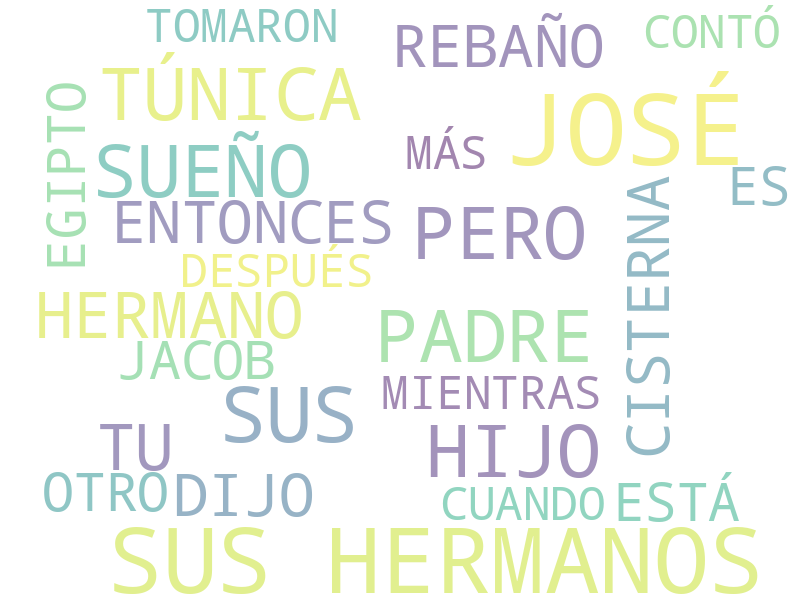 TOMARON
REBAÑO
CONTÓ
TÚNICA
JOSÉ
EGIPTO
MÁS
SUEÑO
ES
ENTONCES
PERO
CISTERNA
DESPUÉS
HERMANO
PADRE
JACOB
MIENTRAS
SUS
TU
HIJO
OTRO
DIJO
CUANDO
ESTÁ
SUS HERMANOS